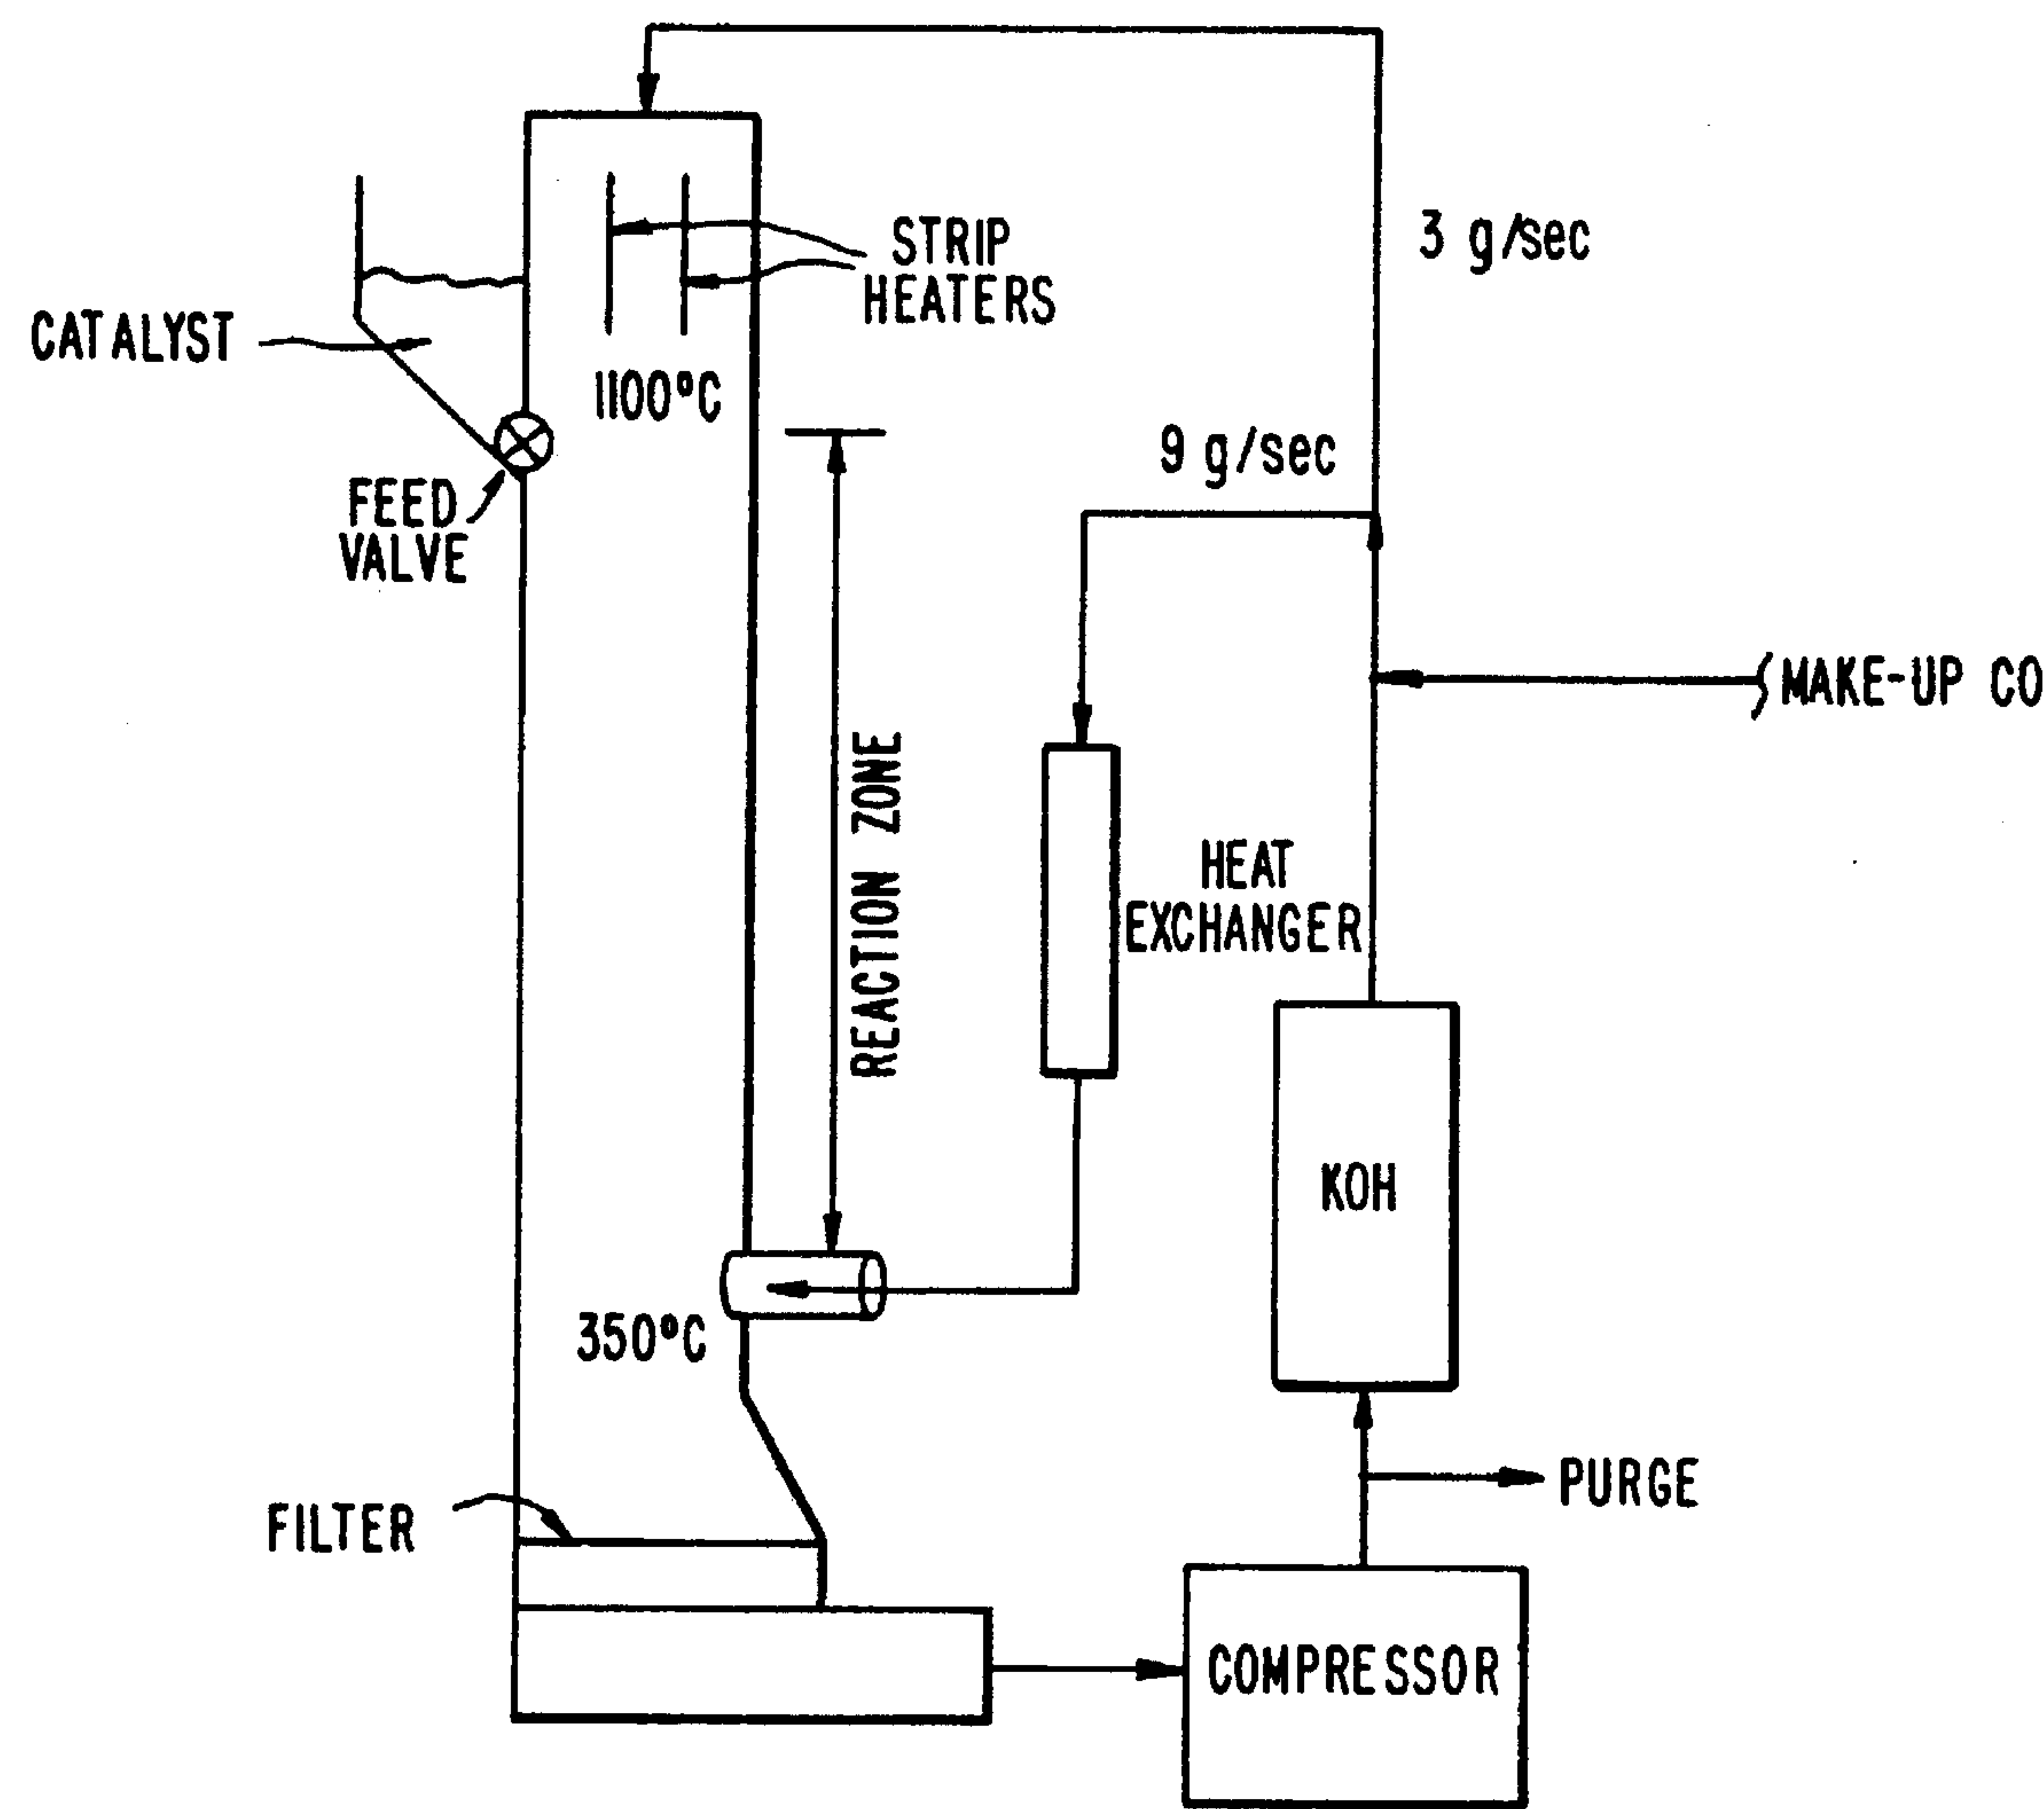 3 g/sec
STRIP
HEATERS
CATALYST
1100°C
9 g/sec
FEED
VALVE
MAKE-UP CO
REACTION ZONE
HEAT
EXCHANGER
KOH
350°C
PURGE
FILTER
COMPRESSOR